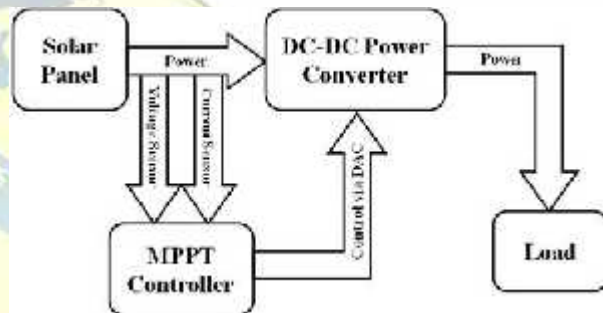 Solar
Panel
Power
DC-DC Power
Converter
Power
Voltage Sensor
Current Sensor
Control via DAC
MPPT
Controller
Load